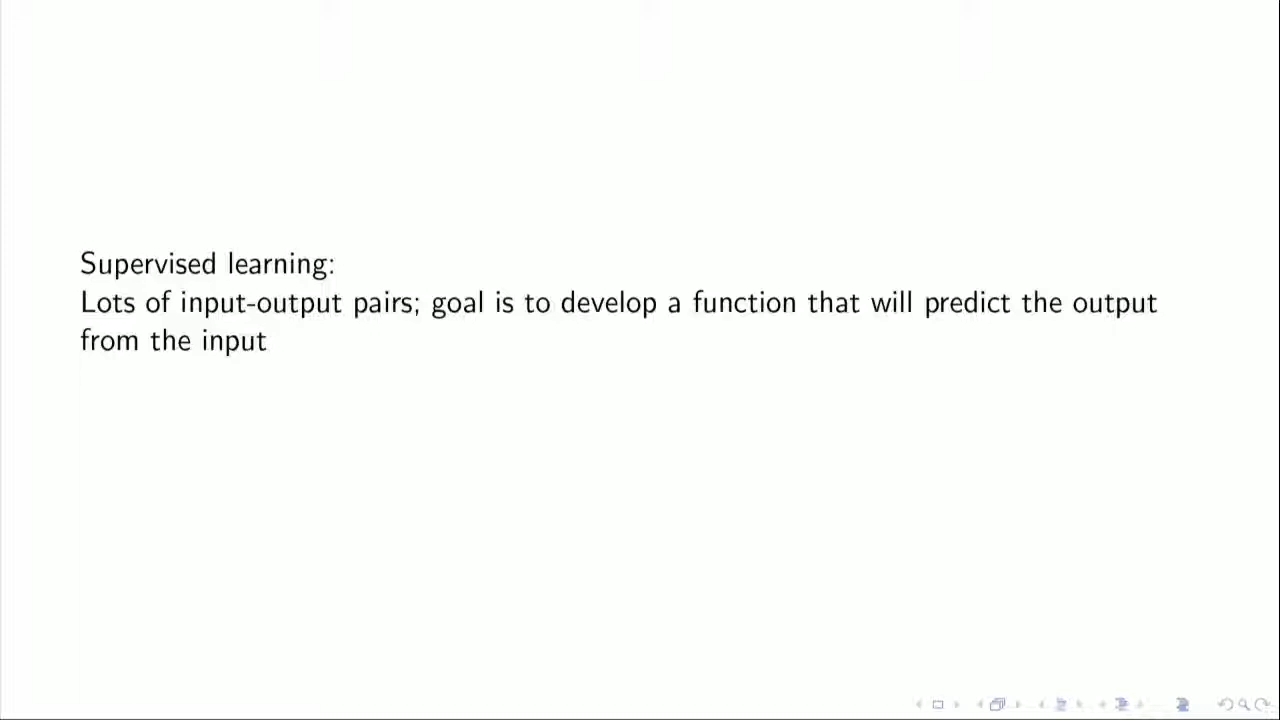 Supervised learning:
Lots of input-output pairs; goal is to develop a function that will predict the output
from the input